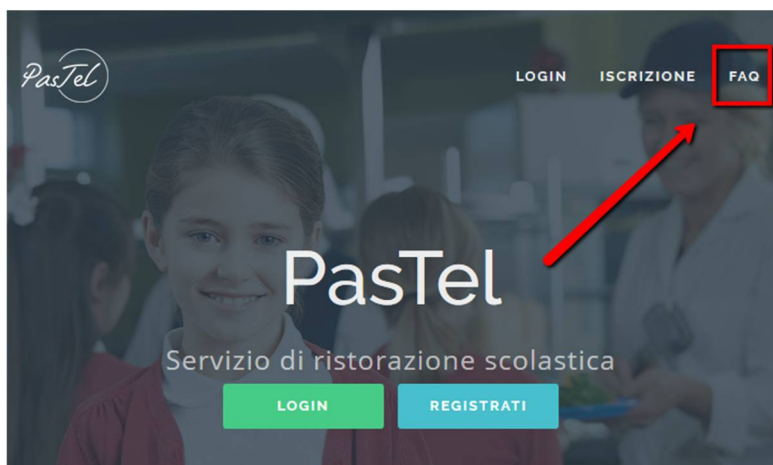 PasTel
LOGIN ISCRIZIONE FAQ
PasTel
Servizio di ristorazione scolastica
LOGIN REGISTRATI